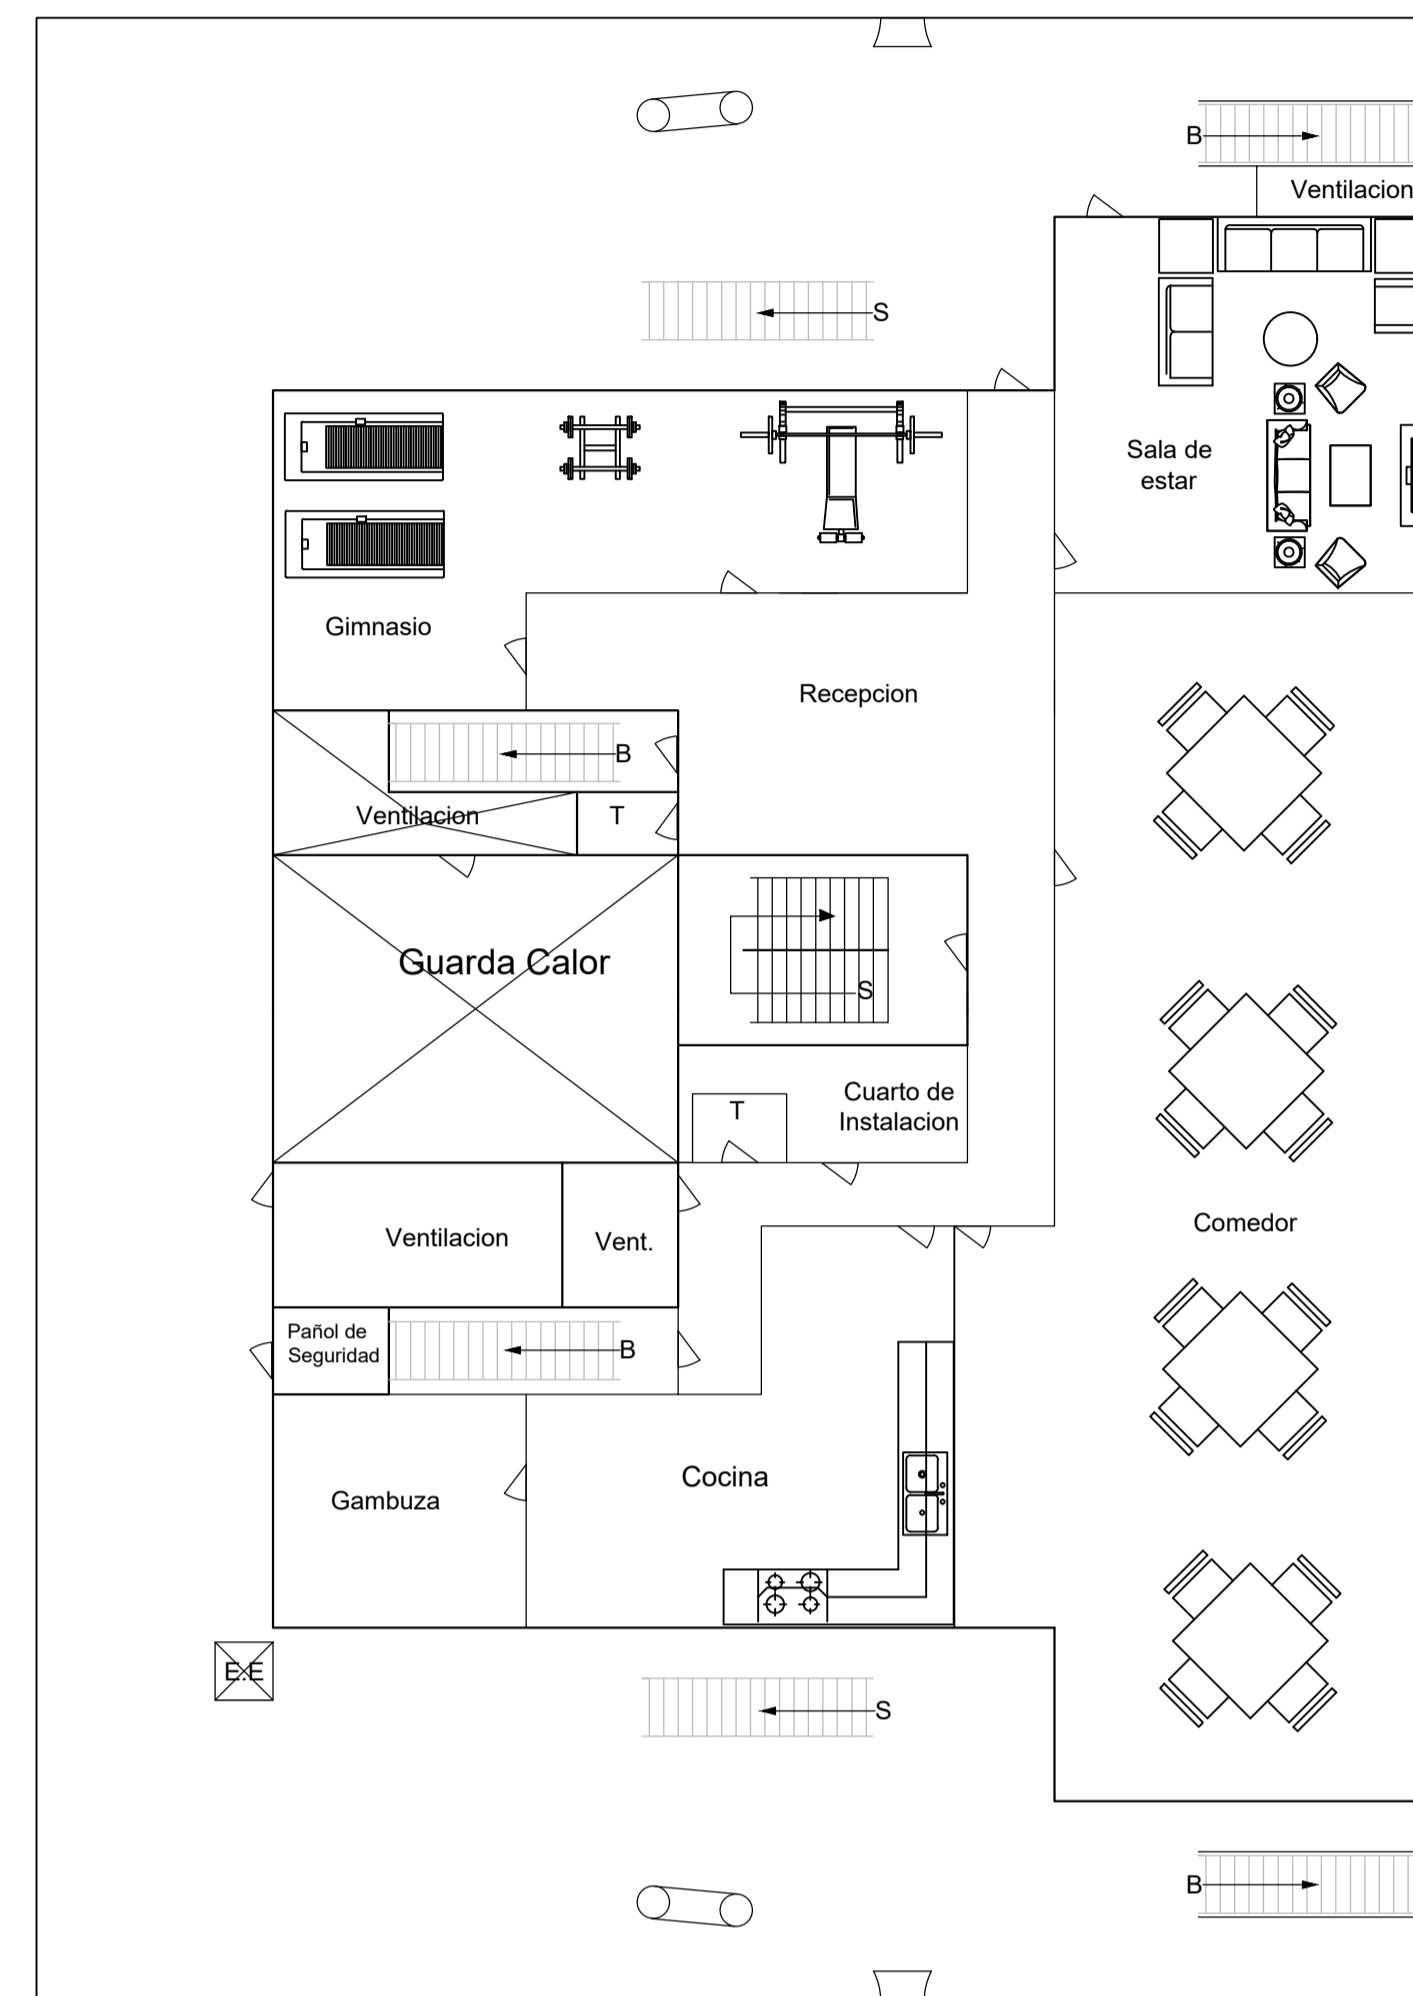 B
Ventilacion
S
Sala de
estar
Gimnasio
Recepcion
B
Ventilacion
T
Guarda Calor
S
Cuarto de
Instalacion
T
Comedor
Ventilacion
Vent.
Pañol de
Seguridad
B
Gambuza
Cocina
E.E
S
B